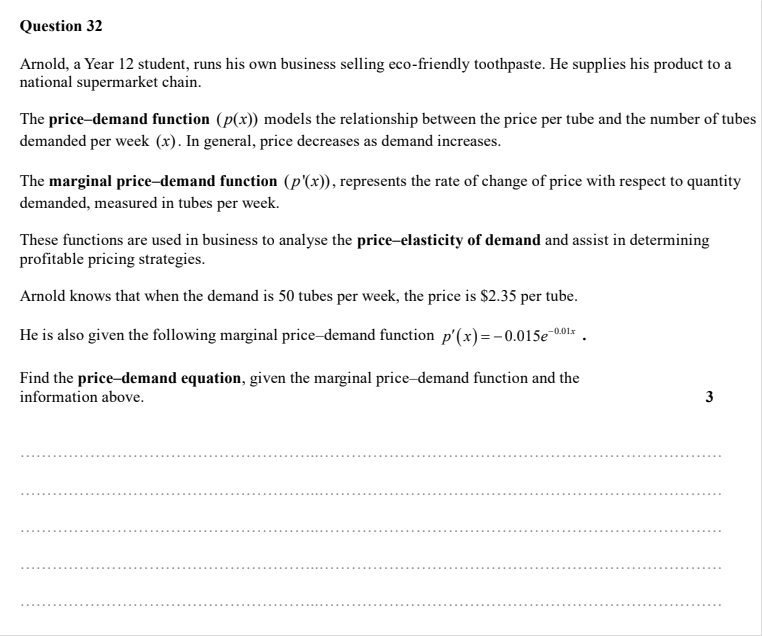 Question 32
Arnold, a Year 12 student, runs his own business selling eco-friendly toothpaste. He supplies his product to a
national supermarket chain.
The price–demand function (p(x)) models the relationship between the price per tube and the number of tubes
demanded per week (x). In general, price decreases as demand increases.
The marginal price–demand function (p'(x)), represents the rate of change of price with respect to quantity
demanded, measured in tubes per week.
These functions are used in business to analyse the price–elasticity of demand and assist in determining
profitable pricing strategies.
Arnold knows that when the demand is 50 tubes per week, the price is $2.35 per tube.
He is also given the following marginal price–demand function p′(x) = −0.015e^{−0.01x} .
Find the price–demand equation, given the marginal price–demand function and the
information above. 3